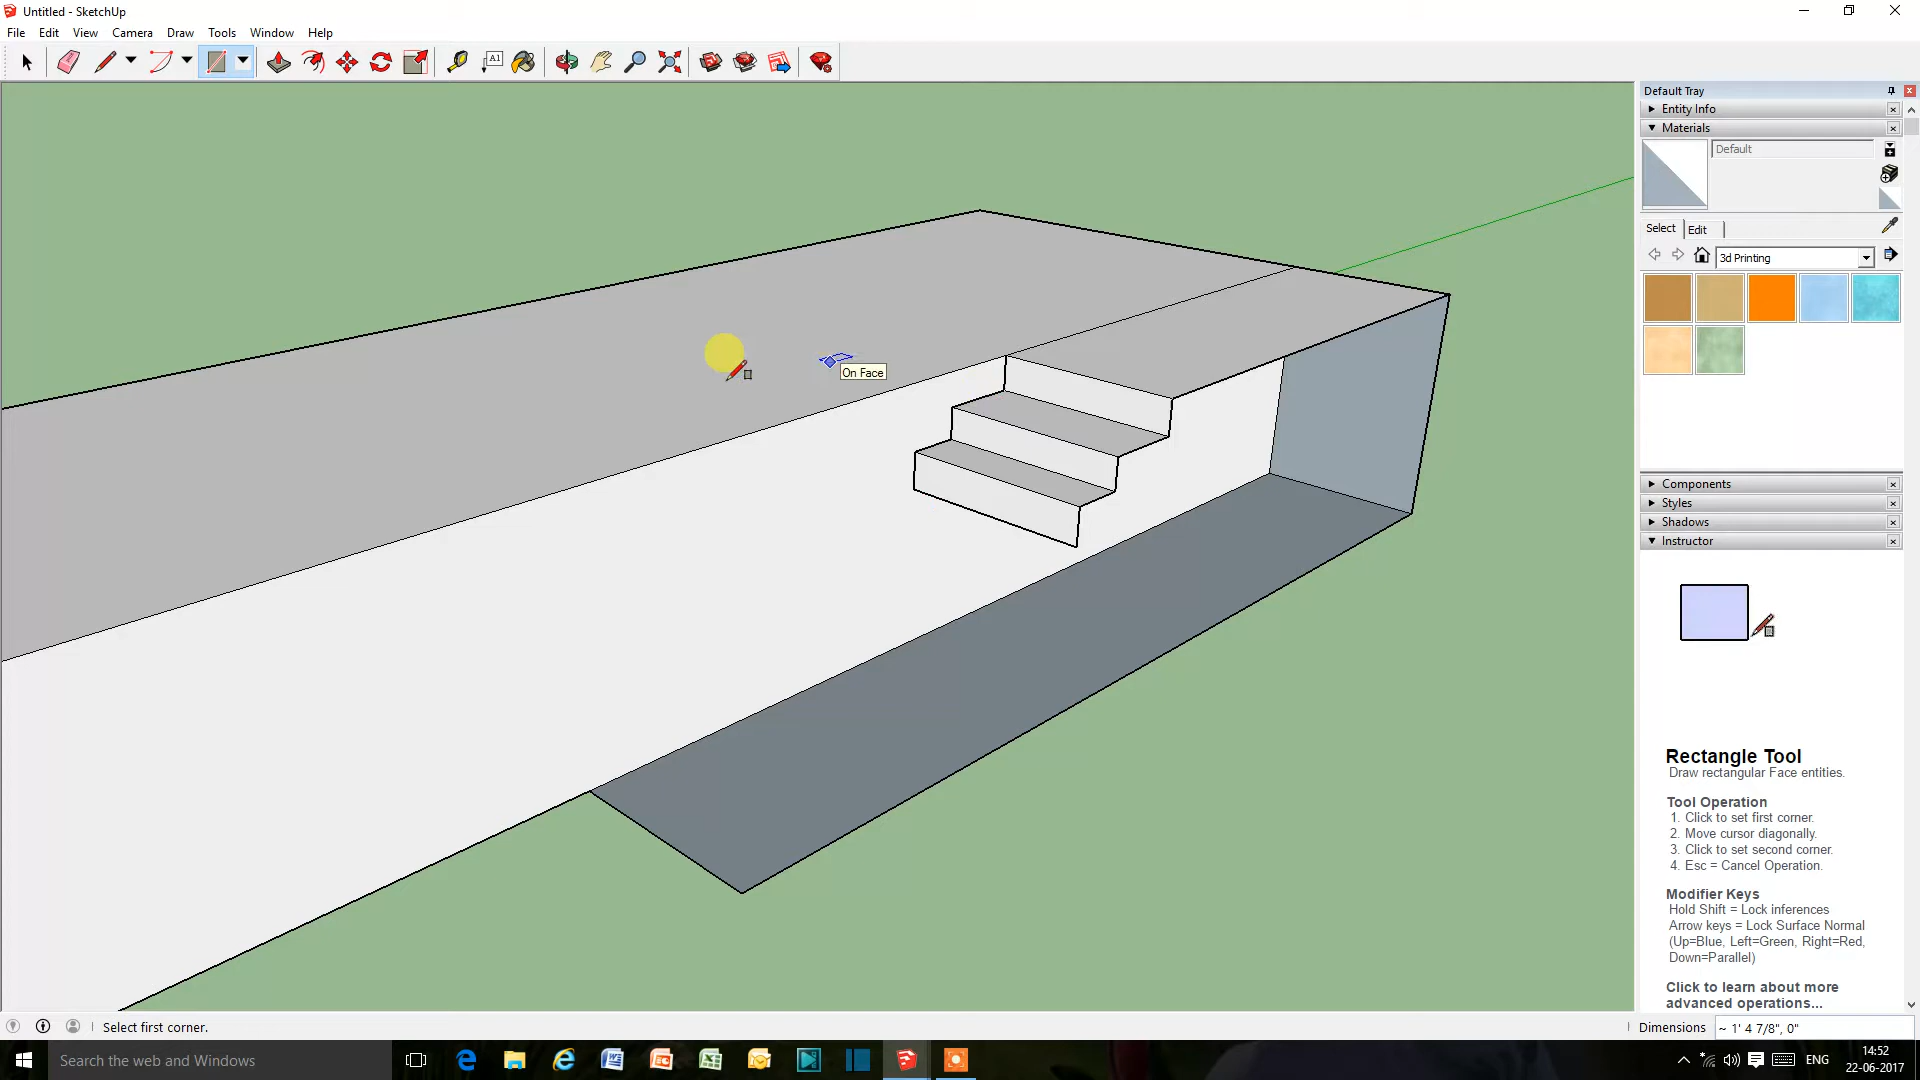 Untitled - SketchUp
File Edit View Camera Draw Tools Window Help
A1
Default Tray
Entity Info
Materials
Default
Select Edit
3d Printing
On Face
Components
Styles
Shadows
Instructor
Rectangle Tool
Draw rectangular Face entities.
Tool Operation
1. Click to set first corner.
2. Move cursor diagonally.
3. Click to set second corner.
4. Esc = Cancel Operation.
Modifier Keys
Hold Shift = Lock inferences
Arrow keys = Lock Surface Normal
(Up=Blue, Left=Green, Right=Red,
Down=Parallel)
Click to learn about more
advanced operations...
Select first corner.
Dimensions ~ 1' 4 7/8", 0"
Search the web and Windows
ENG
14:52
22-06-2017